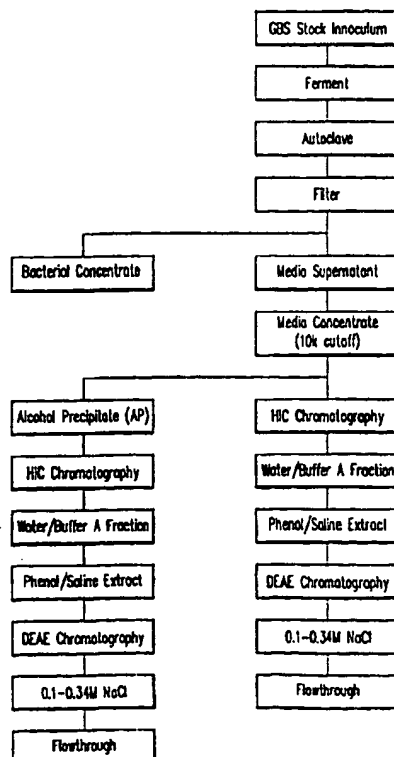 GBS Stock Innoculum
Ferment
Autoclave
Filter
Bacterial Concentrate
Media Supernatant
Media Concentrate
(10k cutoff)
Alcohol Precipitate (AP)
HIC Chromatography
HIC Chromatography
Water/Buffer A Fraction
Water/Buffer A Fraction
Phenol/Saline Extract
Phenol/Saline Extract
DEAE Chromatography
DEAE Chromatography
0.1-0.34M NaCl
0.1-0.34M NaCl
Flowthrough
Flowthrough